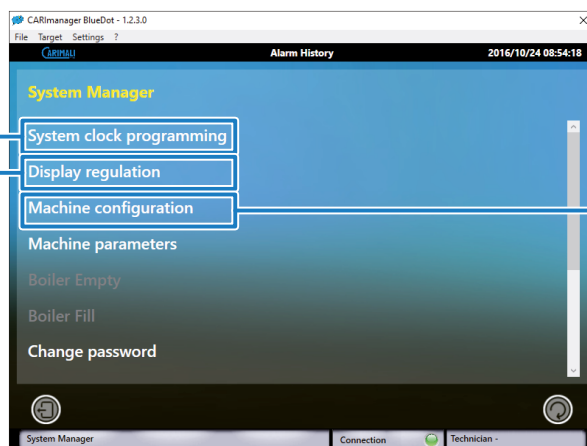 CARImanager BlueDot - 1.2.3.0
File Target Settings ?
CARIMALI Alarm History 2016/10/24 08:54:18
System Manager
System clock programming
Display regulation
Machine configuration
Machine parameters
Boiler Empty
Boiler Fill
Change password
System Manager Connection Technician -